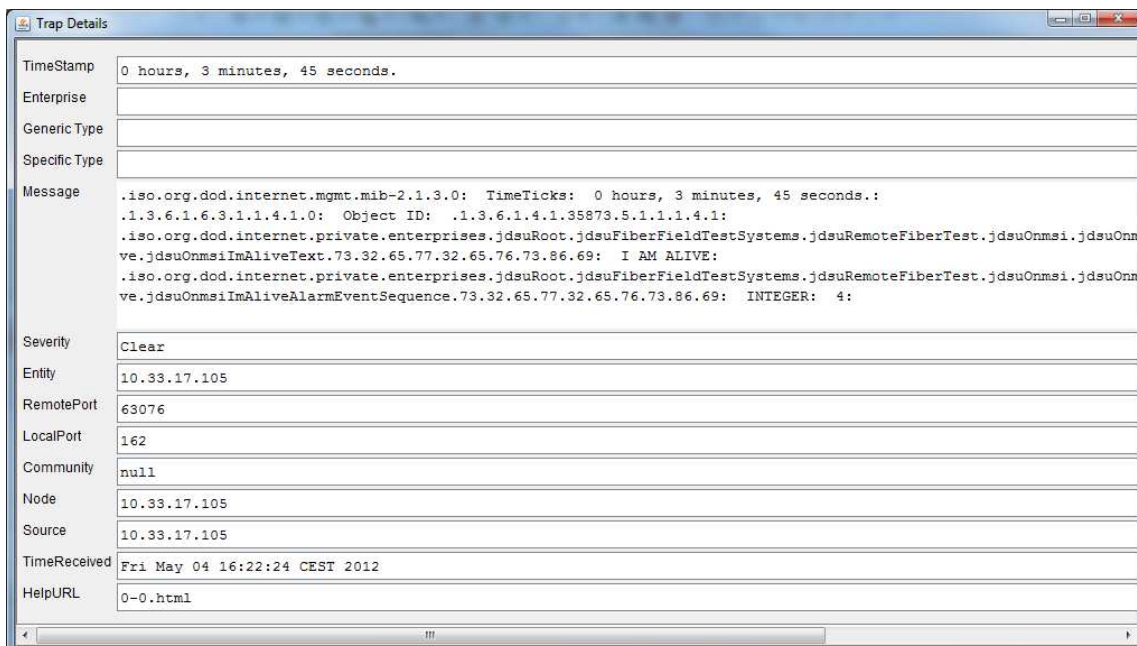 Trap Details
TimeStamp 0 hours, 3 minutes, 45 seconds.
Enterprise
Generic Type
Specific Type
Message .iso.org.dod.internet.mgmt.mib-2.1.3.0: TimeTicks: 0 hours, 3 minutes, 45 seconds.:
.1.3.6.1.6.3.1.1.4.1.0: Object ID: .1.3.6.1.4.1.35873.5.1.1.1.4.1:
.iso.org.dod.internet.private.enterprises.jdsuRoot.jdsuFiberFieldTestSystems.jdsuRemoteFiberTest.jdsuOnmsi.jdsuOnm
ve.jdsuOnmsiImAliveText.73.32.65.77.32.65.76.73.86.69: I AM ALIVE:
.iso.org.dod.internet.private.enterprises.jdsuRoot.jdsuFiberFieldTestSystems.jdsuRemoteFiberTest.jdsuOnmsi.jdsuOnm
ve.jdsuOnmsiImAliveAlarmEventSequence.73.32.65.77.32.65.76.73.86.69: INTEGER: 4:
Severity Clear
Entity 10.33.17.105
RemotePort 63076
LocalPort 162
Community null
Node 10.33.17.105
Source 10.33.17.105
TimeReceived Fri May 04 16:22:24 CEST 2012
HelpURL 0-0.html